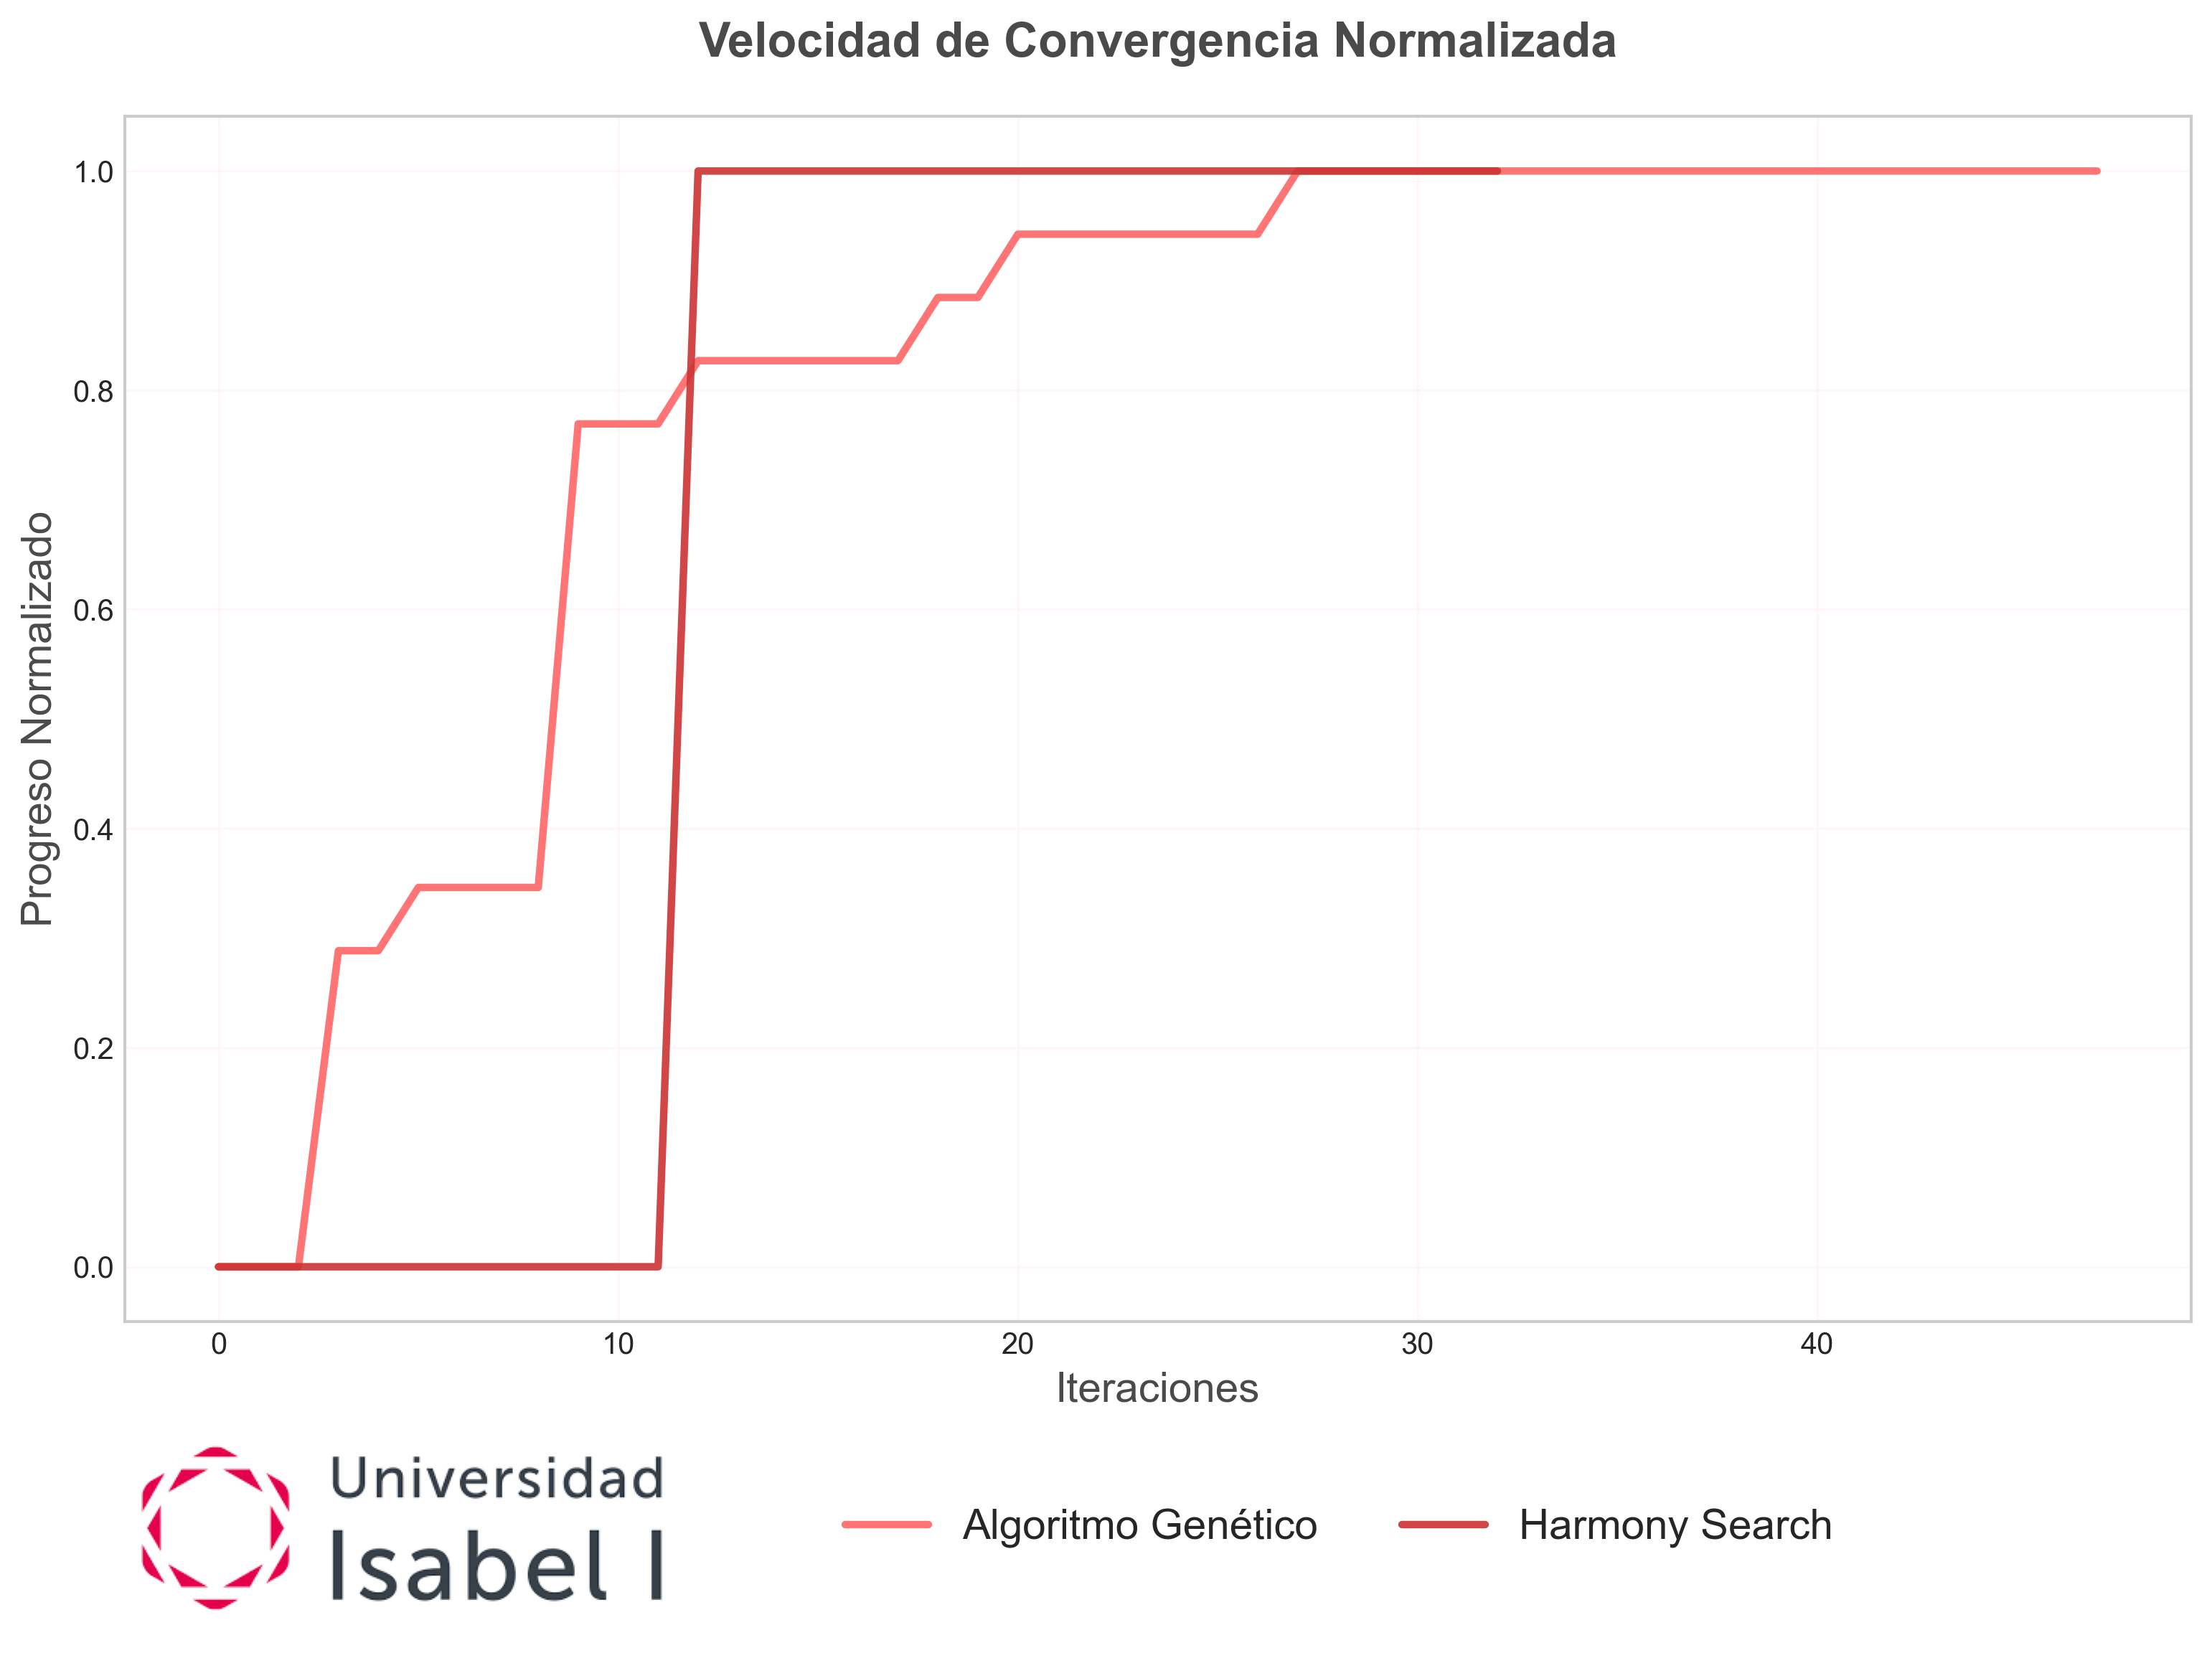 Velocidad de Convergencia Normalizada
Progreso Normalizado
1.0
0.8
0.6
0.4
0.2
0.0
0 10 20 30 40
Iteraciones
Universidad
Isabel I
Algoritmo Genético Harmony Search